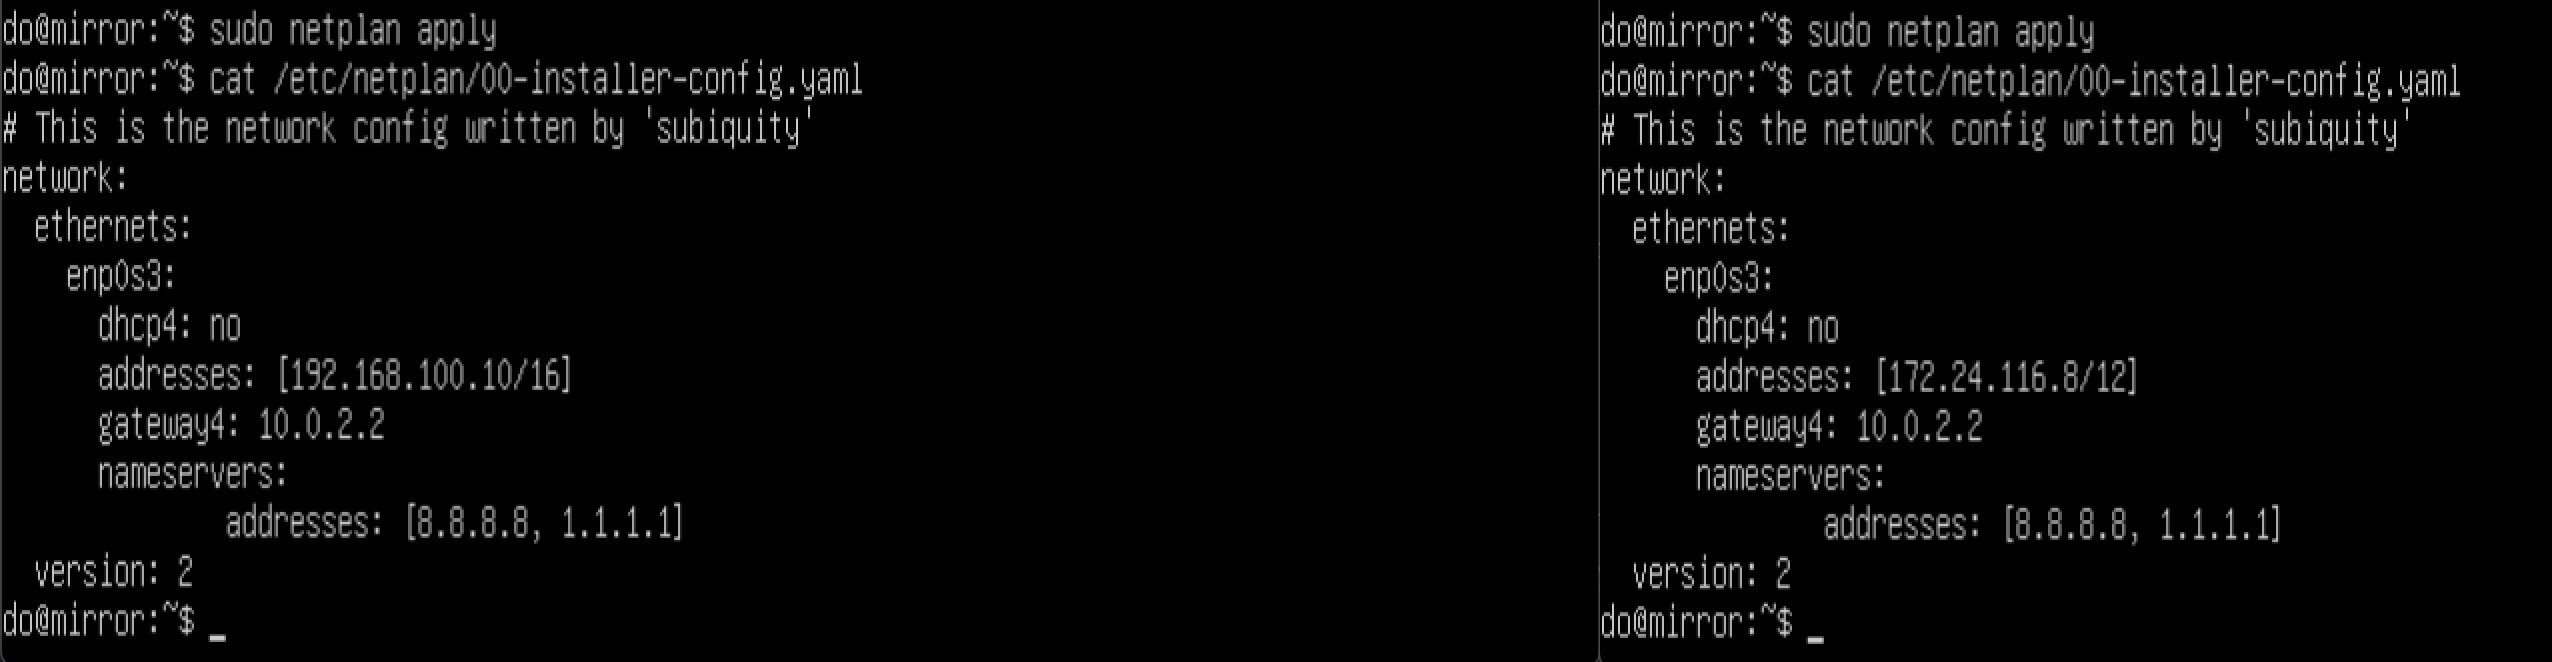 do@mirror:~$ sudo netplan apply
do@mirror:~$ cat /etc/netplan/00-installer-config.yaml
# This is the network config written by 'subiquity'
network:
  ethernets:
    enp0s3:
      dhcp4: no
      addresses: [192.168.100.10/16]
      gateway4: 10.0.2.2
      nameservers:
              addresses: [8.8.8.8, 1.1.1.1]
  version: 2
do@mirror:~$ _
do@mirror:~$ sudo netplan apply
do@mirror:~$ cat /etc/netplan/00-installer-config.yaml
# This is the network config written by 'subiquity'
network:
  ethernets:
    enp0s3:
      dhcp4: no
      addresses: [172.24.116.8/12]
      gateway4: 10.0.2.2
      nameservers:
              addresses: [8.8.8.8, 1.1.1.1]
  version: 2
do@mirror:~$ _